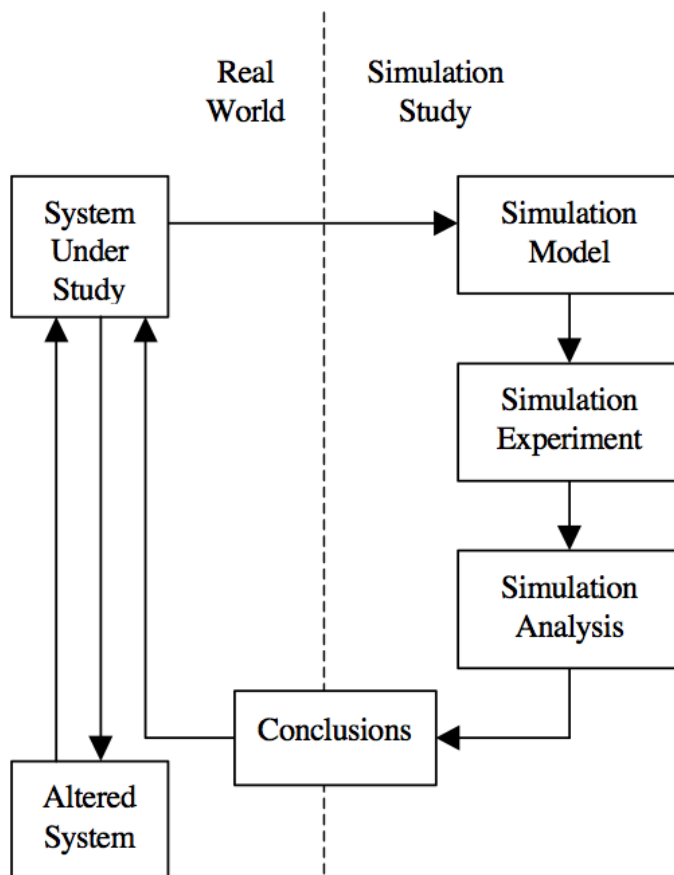 Real
World
Simulation
Study
System
Under
Study
Simulation
Model
Simulation
Experiment
Simulation
Analysis
Conclusions
Altered
System